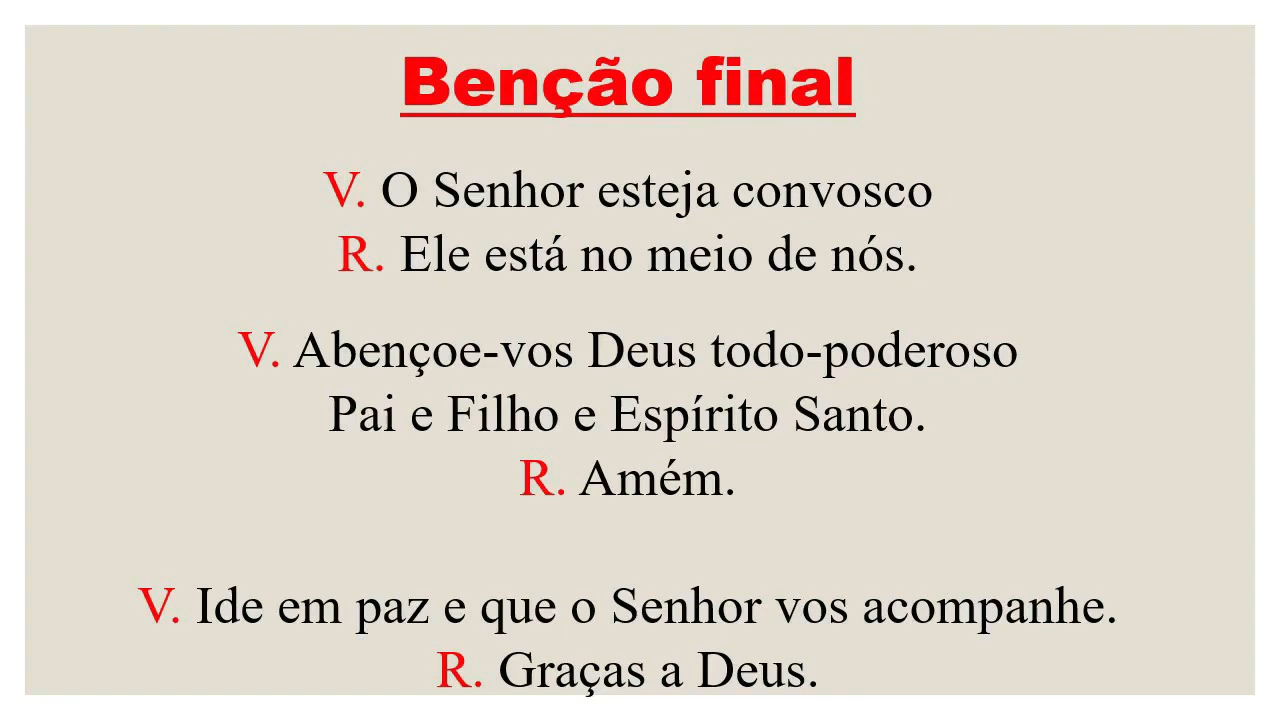 Benção final
V. O Senhor esteja convosco
R. Ele está no meio de nós.
V. Abençoe-vos Deus todo-poderoso
Pai e Filho e Espírito Santo.
R. Amém.
V. Ide em paz e que o Senhor vos acompanhe.
R. Graças a Deus.